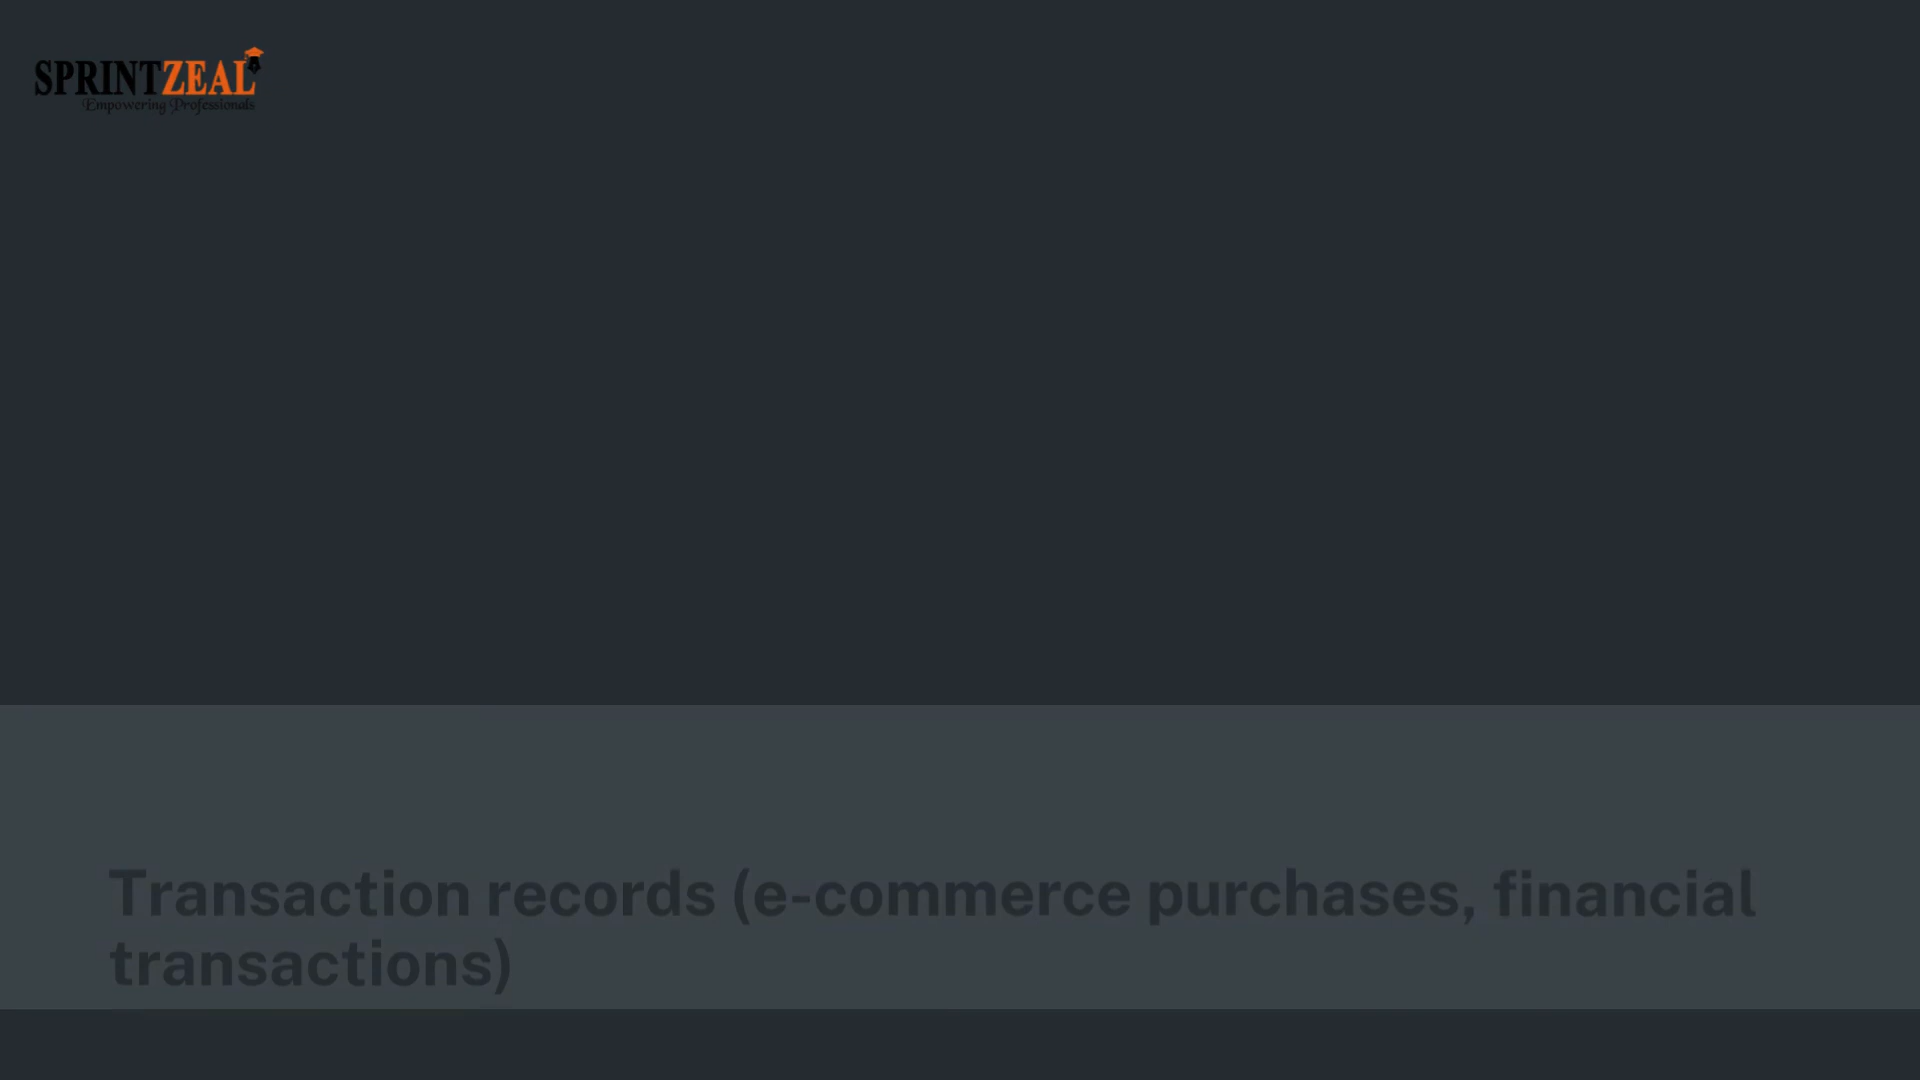 SPRINTZEAL
Empowering Professionals
Transaction records (e-commerce purchases, financial
transactions)